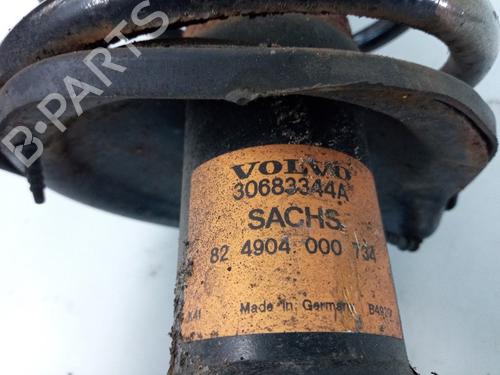 B-PARTS
VOLVO
30683344A
SACHS
82 4904 000 734
Made in Germany